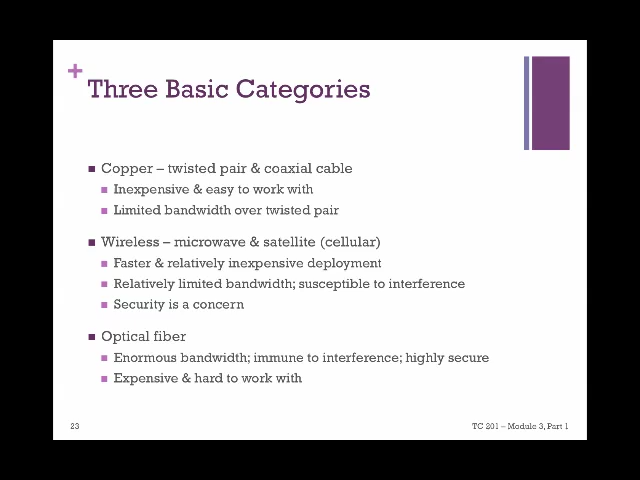 +
Three Basic Categories
Copper – twisted pair & coaxial cable
Inexpensive & easy to work with
Limited bandwidth over twisted pair
Wireless – microwave & satellite (cellular)
Faster & relatively inexpensive deployment
Relatively limited bandwidth; susceptible to interference
Security is a concern
Optical fiber
Enormous bandwidth; immune to interference; highly secure
Expensive & hard to work with
23
TC 201 – Module 3, Part 1